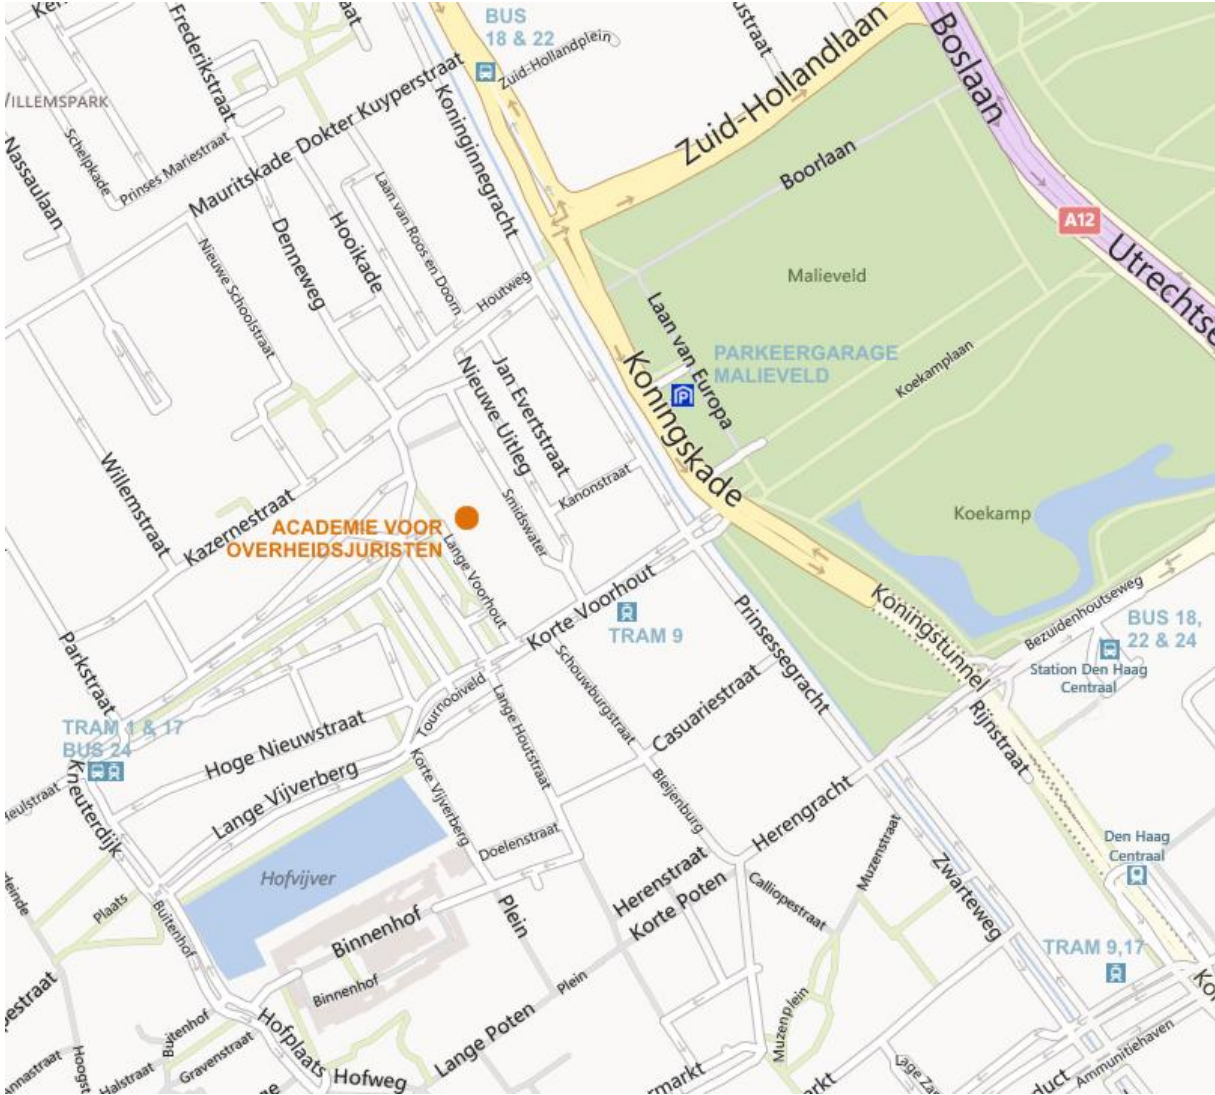 BUS
18 & 22
Zuid-Hollandplein
Frederikstraat
Boslaan
Zuid-Hollandlaan
WILLEMSPARK
Dokter Kuyperstraat
Koninginnegracht
Schelpkade
Prinses Mariestraat
Nassaulaan
Mauritskade
Laan van Roos en Doorn
Boorlaan
A12
Utrechtse
Hooikade
Denneweg
Nieuwe Schoolstraat
Houtweg
Malieveld
Laan van Europa
PARKEERGARAGE
MALIEVELD
P
Koekamplaan
Koningskade
Jan Evertstraat
Nieuwe Uitleg
Willemstraat
Kanonstraat
Smidswater
Kazernestraat
Koekamp
ACADEMIE VOOR
OVERHEIDSJURISTEN
Lange Voorhout
Korte Voorhout
TRAM 9
Koningstunnel
Bezuidenhoutseweg
BUS 18,
22 & 24
Station Den Haag
Centraal
Prinsessegracht
Parkstraat
Schouwburgstraat
Tournooiveld
Lange Houtstraat
Casuariestraat
Rijnstraat
TRAM 1 & 17
BUS 24
Hoge Nieuwstraat
Kneuterdijk
Lange Vijverberg
Korte Vijverberg
Bleijenburg
Herengracht
Muzenstraat
Doelenstraat
Den Haag
Centraal
Hofvijver
Herenstraat
Korte Poten
Calliopestraat
Zwarteweg
Plaats
Buitenhof
Binnenhof
Plein
TRAM 9,17
Binnenhof
Plein
Muzenplein
Buitenhof
Hofplaats
Lange Poten
Gravenstraat
Halstraat
Hoogst
Hofweg
Ammunitiehaven